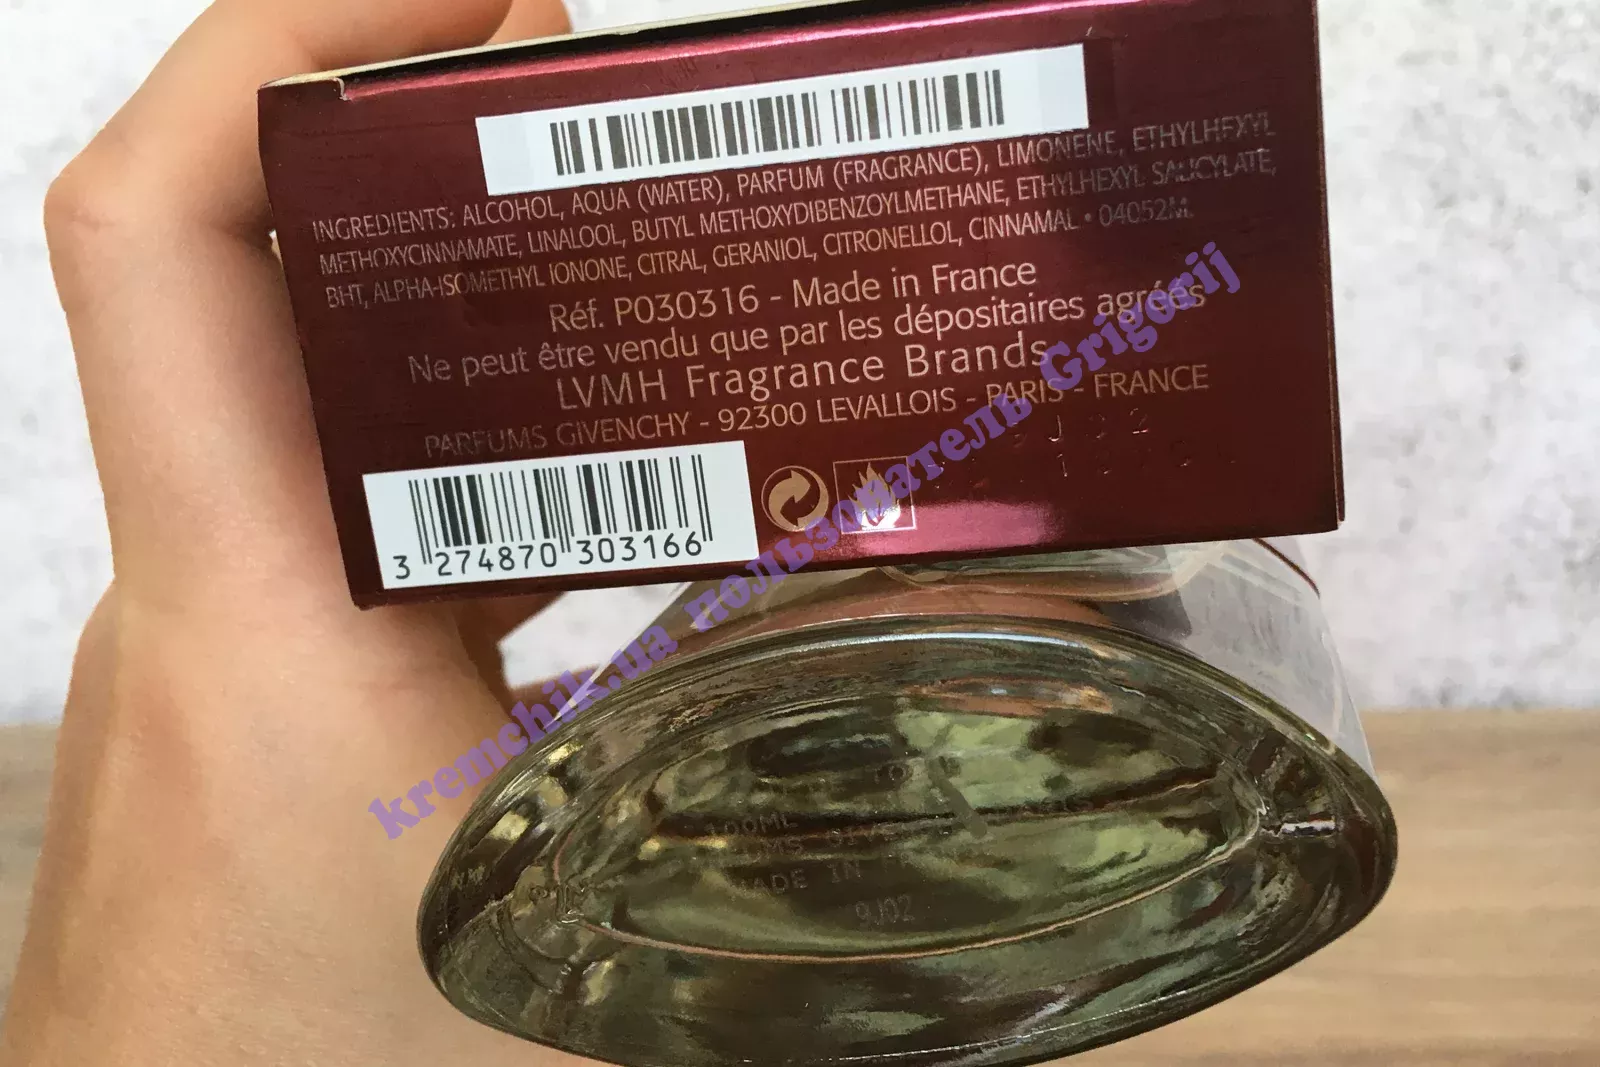 INGREDIENTS: ALCOHOL, AQUA (WATER), PARFUM (FRAGRANCE), LIMONENE, ETHYLHEXYL
METHOXYCINNAMATE, LINALOOL, BUTYL METHOXYDIBENZOYLMETHANE, ETHYLHEXYL SALICYLATE,
BHT, ALPHA-ISOMETHYL IONONE, CITRAL, GERANIOL, CITRONELLOL, CINNAMAL • 04052M.
Réf. P030316 - Made in France
Ne peut être vendu que par les dépositaires agréés
LVMH Fragrance Brands
PARFUMS GIVENCHY - 92300 LEVALLOIS - PARIS - FRANCE
9J02
3 274870 303166
kremchik.ua пользователь Grigorij
100ML
MADE IN
9J02